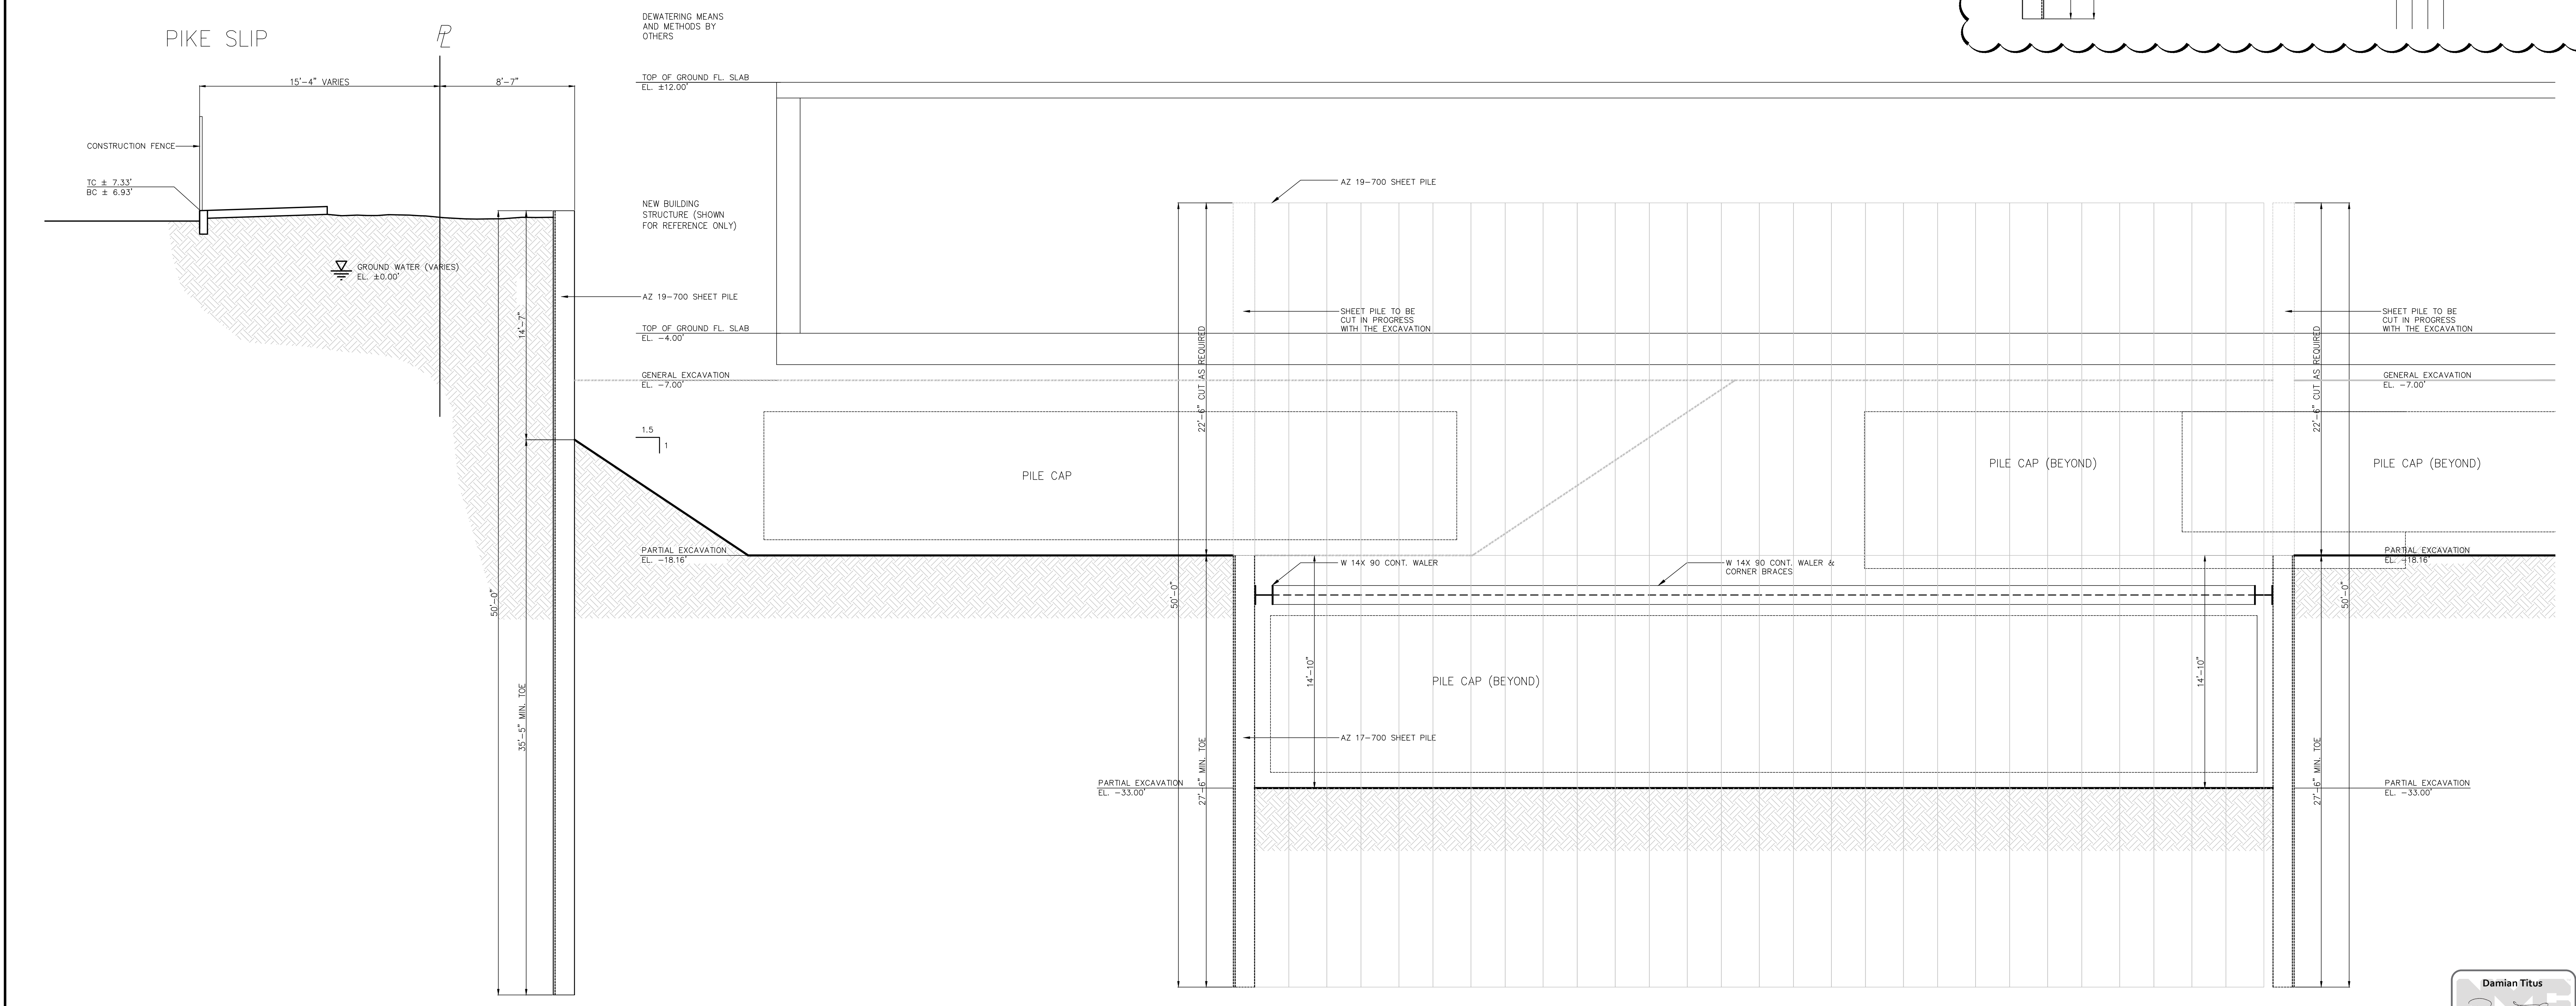 PIKE SLIP
PL
DEWATERING MEANS
AND METHODS BY
OTHERS
15'-4" VARIES
8'-7"
TOP OF GROUND FL. SLAB
EL. ±12.00'
CONSTRUCTION FENCE
TC ± 7.33'
BC ± 6.93'
NEW BUILDING
STRUCTURE (SHOWN
FOR REFERENCE ONLY)
GROUND WATER (VARIES)
EL. ±0.00'
AZ 19-700 SHEET PILE
14'-7"
50'-0"
35'-5" MIN. TOE
TOP OF GROUND FL. SLAB
EL. -4.00'
GENERAL EXCAVATION
EL. -7.00'
1.5
1
PILE CAP
PARTIAL EXCAVATION
EL. -18.16'
AZ 19-700 SHEET PILE
SHEET PILE TO BE
CUT IN PROGRESS
WITH THE EXCAVATION
22'-6" CUT AS REQUIRED
50'-0"
27'-6" MIN. TOE
W 14X 90 CONT. WALER
W 14X 90 CONT. WALER &
CORNER BRACES
14'-10"
PILE CAP (BEYOND)
AZ 17-700 SHEET PILE
PARTIAL EXCAVATION
EL. -33.00'
PILE CAP (BEYOND)
PILE CAP (BEYOND)
14'-10"
SHEET PILE TO BE
CUT IN PROGRESS
WITH THE EXCAVATION
22'-6" CUT AS REQUIRED
GENERAL EXCAVATION
EL. -7.00'
PARTIAL EXCAVATION
EL. -18.16'
50'-0"
27'-6" MIN. TOE
PARTIAL EXCAVATION
EL. -33.00'
Damian Titus